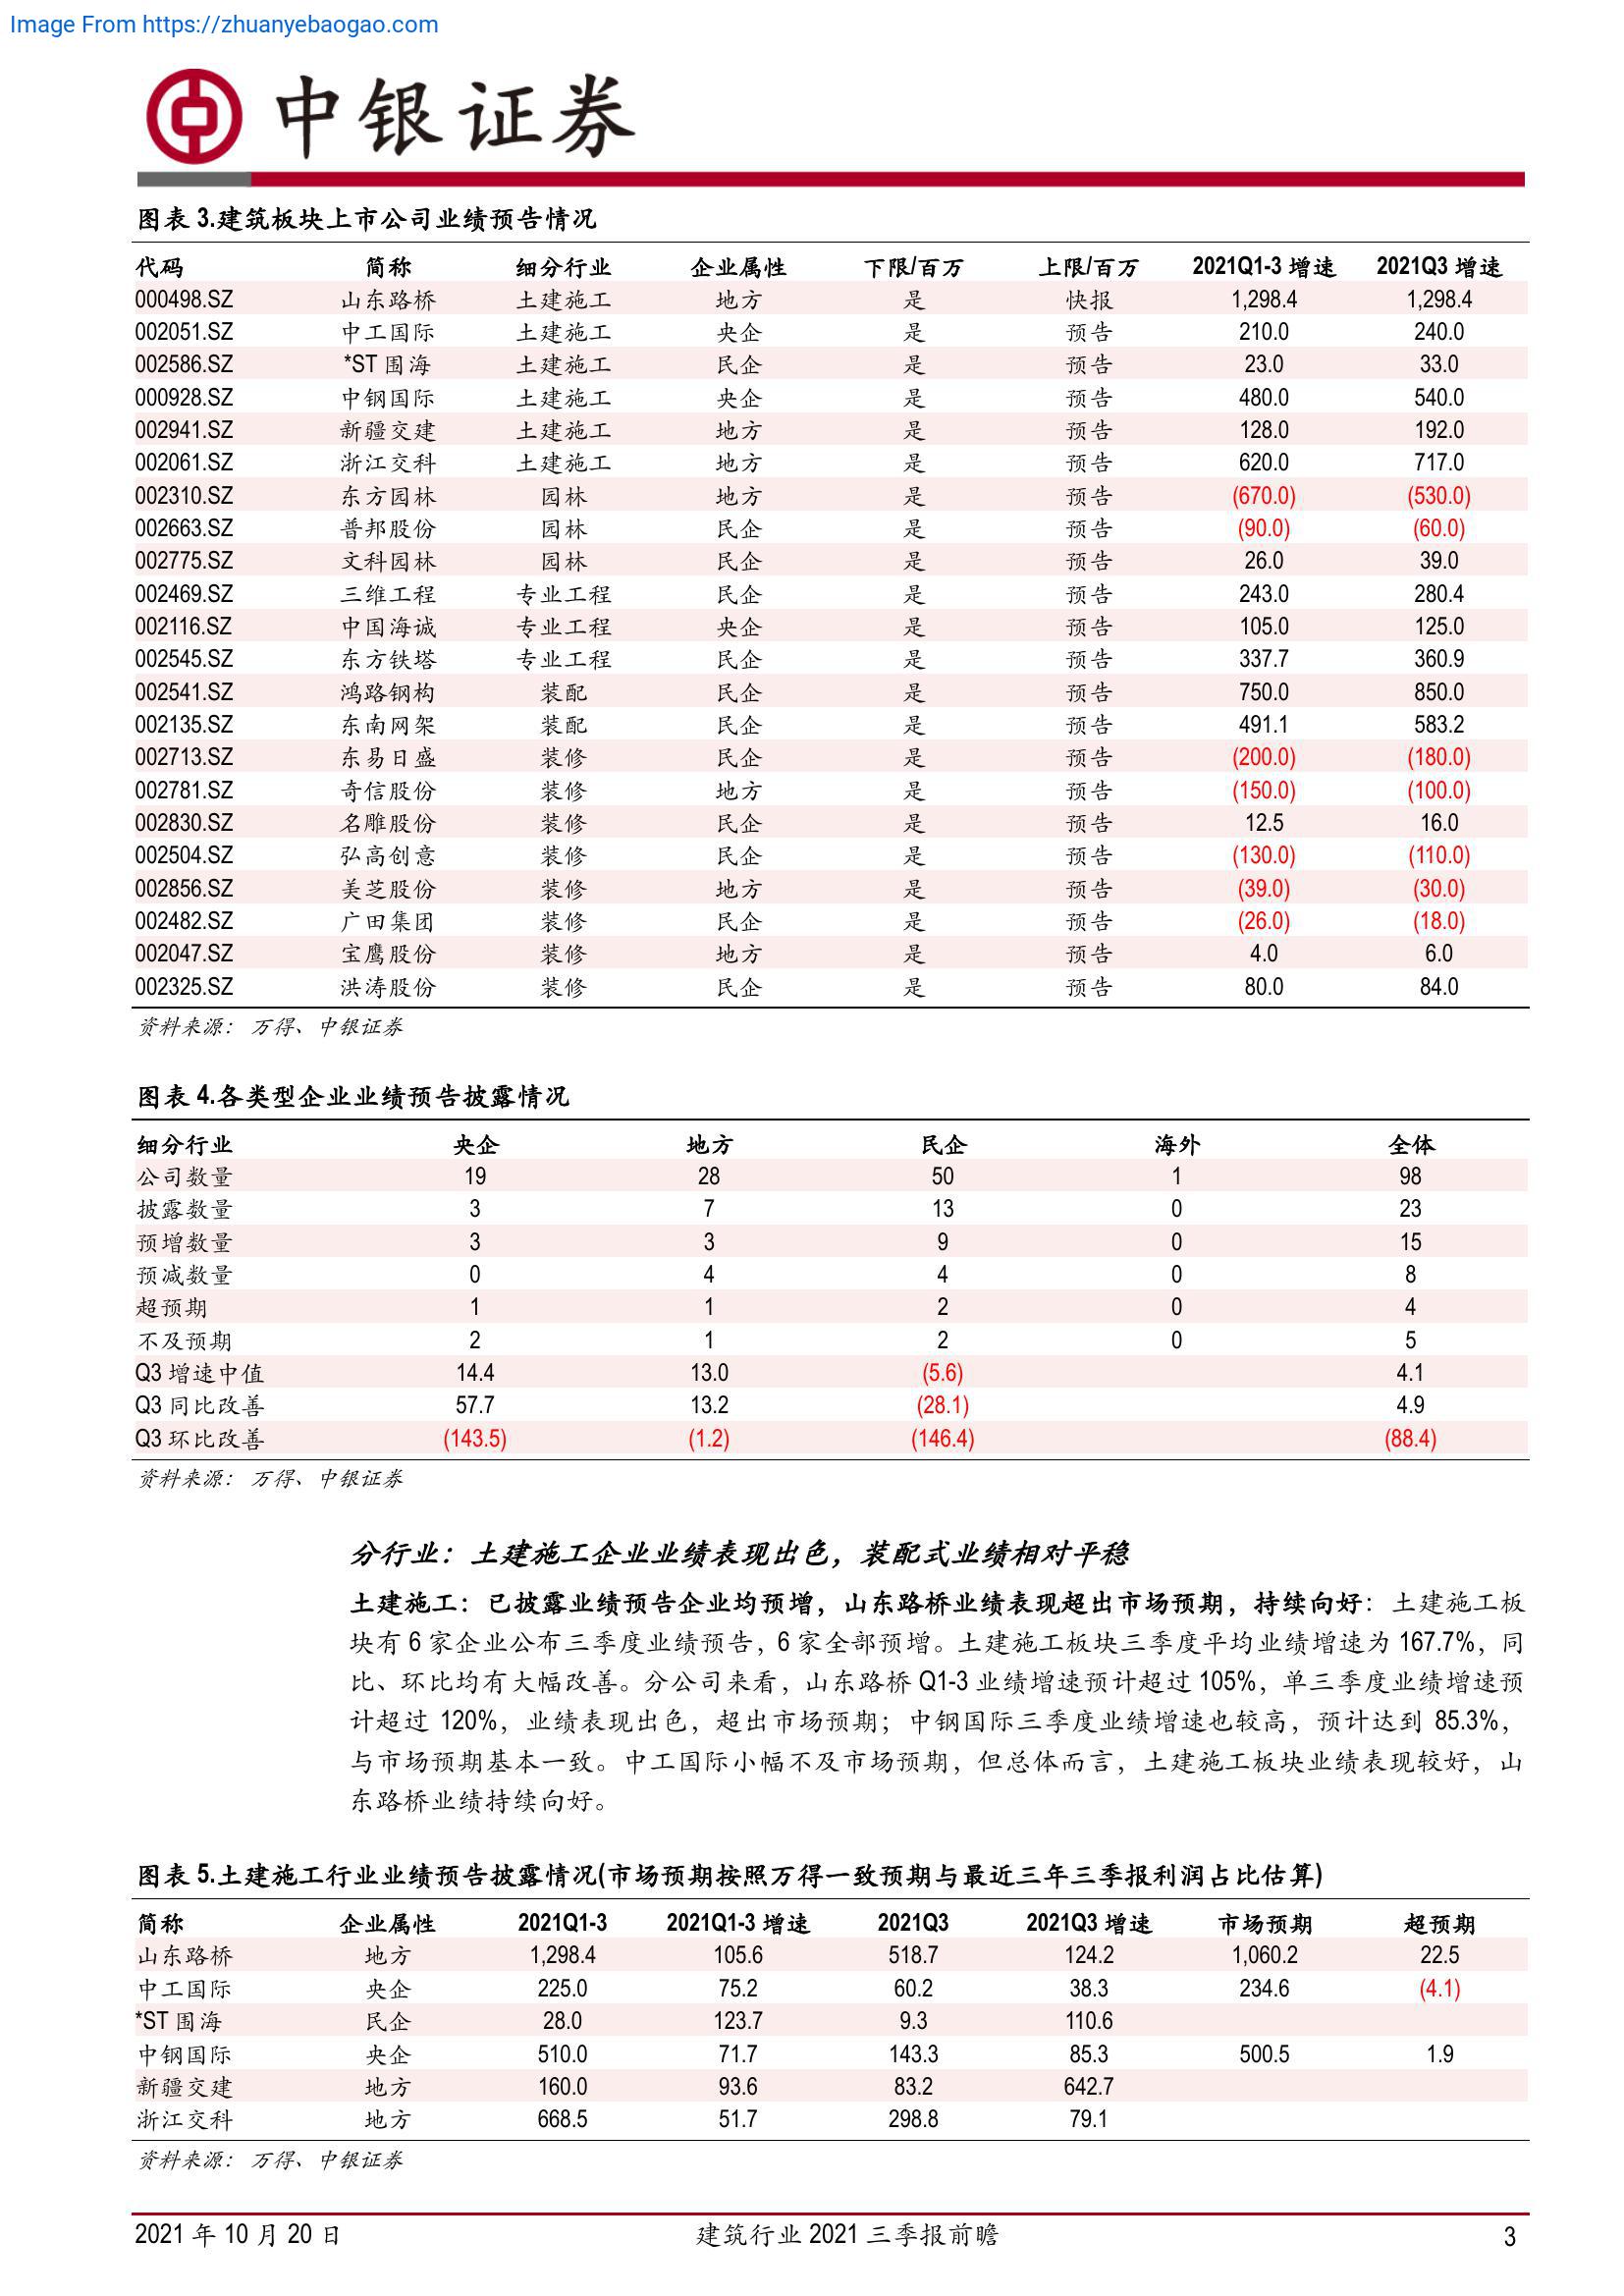 Image From https://zhuanyebaogao.com
中银证券
图表 3.建筑板块上市公司业绩预告情况
代码 简称 细分行业 企业属性 下限/百万 上限/百万 2021Q1-3 增速 2021Q3 增速
000498.SZ 山东路桥 土建施工 地方 是 快报 1,298.4 1,298.4
002051.SZ 中工国际 土建施工 央企 是 预告 210.0 240.0
002586.SZ *ST 围海 土建施工 民企 是 预告 23.0 33.0
000928.SZ 中钢国际 土建施工 央企 是 预告 480.0 540.0
002941.SZ 新疆交建 土建施工 地方 是 预告 128.0 192.0
002061.SZ 浙江交科 土建施工 地方 是 预告 620.0 717.0
002310.SZ 东方园林 园林 地方 是 预告 (670.0) (530.0)
002663.SZ 普邦股份 园林 民企 是 预告 (90.0) (60.0)
002775.SZ 文科园林 园林 民企 是 预告 26.0 39.0
002469.SZ 三维工程 专业工程 民企 是 预告 243.0 280.4
002116.SZ 中国海诚 专业工程 央企 是 预告 105.0 125.0
002545.SZ 东方铁塔 专业工程 民企 是 预告 337.7 360.9
002541.SZ 鸿路钢构 装配 民企 是 预告 750.0 850.0
002135.SZ 东南网架 装配 民企 是 预告 491.1 583.2
002713.SZ 东易日盛 装修 民企 是 预告 (200.0) (180.0)
002781.SZ 奇信股份 装修 地方 是 预告 (150.0) (100.0)
002830.SZ 名雕股份 装修 民企 是 预告 12.5 16.0
002504.SZ 弘高创意 装修 民企 是 预告 (130.0) (110.0)
002856.SZ 美芝股份 装修 地方 是 预告 (39.0) (30.0)
002482.SZ 广田集团 装修 民企 是 预告 (26.0) (18.0)
002047.SZ 宝鹰股份 装修 地方 是 预告 4.0 6.0
002325.SZ 洪涛股份 装修 民企 是 预告 80.0 84.0
资料来源： 万得、中银证券
图表 4.各类型企业业绩预告披露情况
细分行业 央企 地方 民企 海外 全体
公司数量 19 28 50 1 98
披露数量 3 7 13 0 23
预增数量 3 3 9 0 15
预减数量 0 4 4 0 8
超预期 1 1 2 0 4
不及预期 2 1 2 0 5
Q3 增速中值 14.4 13.0 (5.6) 4.1
Q3 同比改善 57.7 13.2 (28.1) 4.9
Q3 环比改善 (143.5) (1.2) (146.4) (88.4)
资料来源： 万得、中银证券
分行业：土建施工企业业绩表现出色，装配式业绩相对平稳
土建施工：已披露业绩预告企业均预增，山东路桥业绩表现超出市场预期，持续向好：土建施工板
块有 6 家企业公布三季度业绩预告，6 家全部预增。土建施工板块三季度平均业绩增速为 167.7%，同
比、环比均有大幅改善。分公司来看，山东路桥 Q1-3 业绩增速预计超过 105%，单三季度业绩增速预
计超过 120%，业绩表现出色，超出市场预期；中钢国际三季度业绩增速也较高，预计达到 85.3%，
与市场预期基本一致。中工国际小幅不及市场预期，但总体而言，土建施工板块业绩表现较好，山
东路桥业绩持续向好。
图表 5.土建施工行业业绩预告披露情况(市场预期按照万得一致预期与最近三年三季报利润占比估算)
简称 企业属性 2021Q1-3 2021Q1-3 增速 2021Q3 2021Q3 增速 市场预期 超预期
山东路桥 地方 1,298.4 105.6 518.7 124.2 1,060.2 22.5
中工国际 央企 225.0 75.2 60.2 38.3 234.6 (4.1)
*ST 围海 民企 28.0 123.7 9.3 110.6
中钢国际 央企 510.0 71.7 143.3 85.3 500.5 1.9
新疆交建 地方 160.0 93.6 83.2 642.7
浙江交科 地方 668.5 51.7 298.8 79.1
资料来源： 万得、中银证券
2021 年 10 月 20 日 建筑行业 2021 三季报前瞻 3